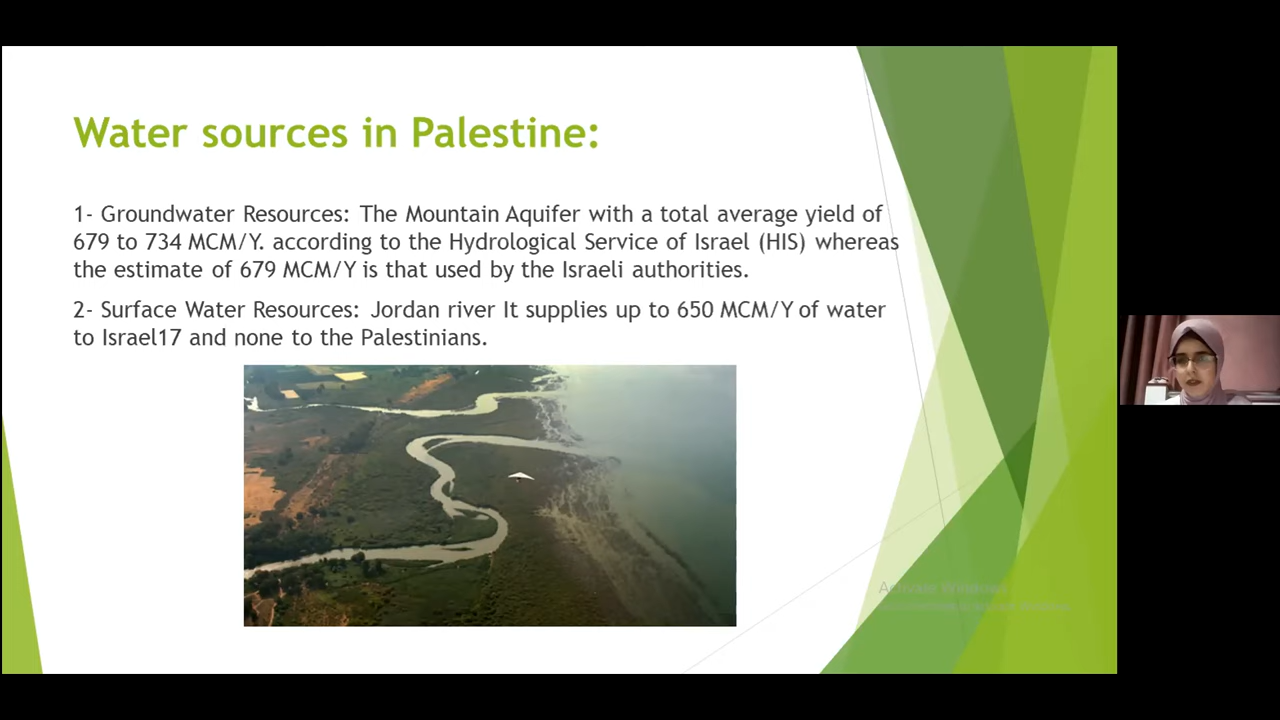 Water sources in Palestine:
1- Groundwater Resources: The Mountain Aquifer with a total average yield of
679 to 734 MCM/Y. according to the Hydrological Service of Israel (HIS) whereas
the estimate of 679 MCM/Y is that used by the Israeli authorities.
2- Surface Water Resources: Jordan river It supplies up to 650 MCM/Y of water
to Israel17 and none to the Palestinians.
Activate Windows